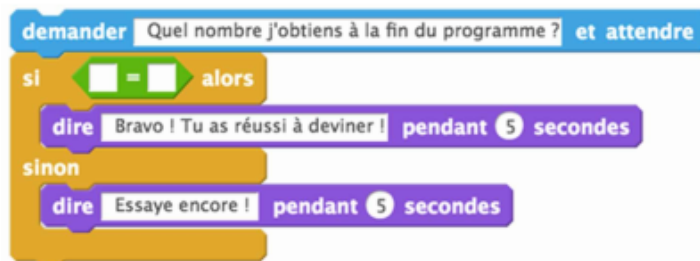 demander Quel nombre j'obtiens à la fin du programme ? et attendre
si = alors
dire Bravo ! Tu as réussi à deviner ! pendant 5 secondes
sinon
dire Essaye encore ! pendant 5 secondes